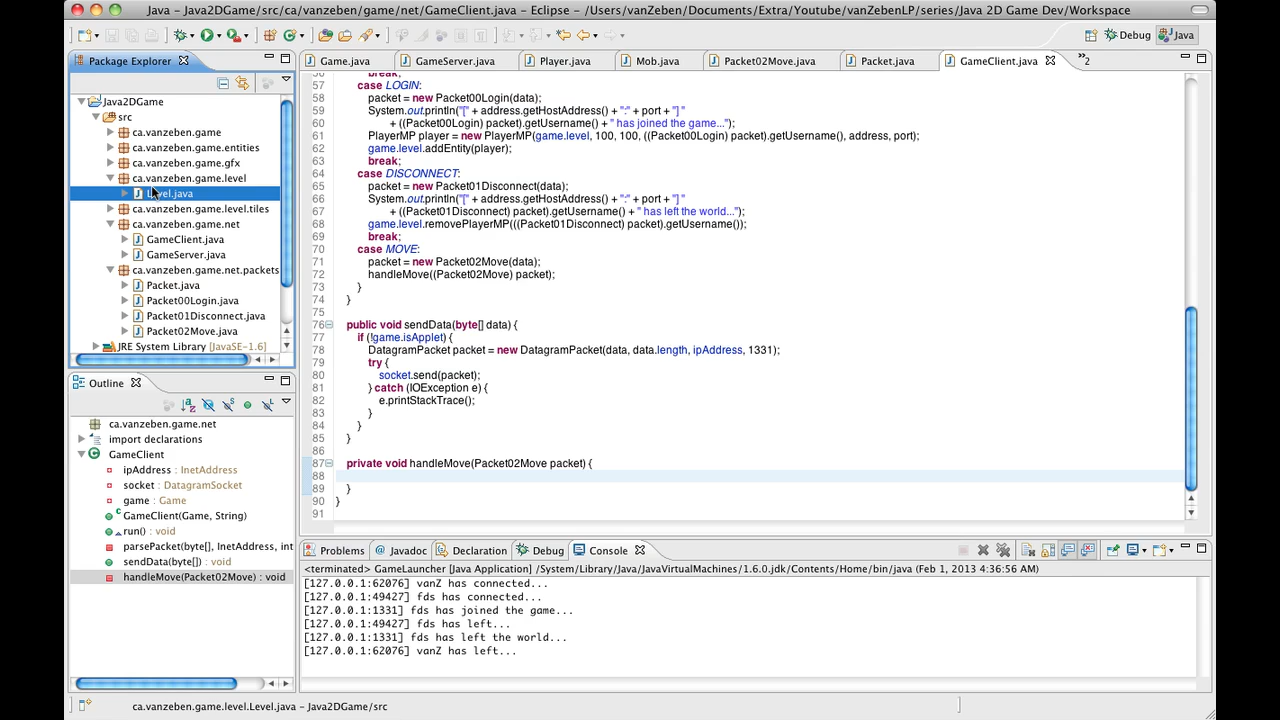 Java – Java2DGame/src/ca/vanzeben/game/net/GameClient.java – Eclipse – /Users/vanZeben/Documents/Extra/Youtube/vanZebenLP/series/Java 2D Game Dev/Workspace
Debug Java
Package Explorer
Game.java GameServer.java Player.java Mob.java Packet02Move.java Packet.java GameClient.java »2
Java2DGame
src
ca.vanzeben.game
ca.vanzeben.game.entities
ca.vanzeben.game.gfx
ca.vanzeben.game.level
ca.vanzeben.game.level.tiles
ca.vanzeben.game.net
GameClient.java
GameServer.java
ca.vanzeben.game.net.packets
Packet.java
Packet00Login.java
Packet01Disconnect.java
Packet02Move.java
JRE System Library [JavaSE-1.6]
56 break;
57 case LOGIN:
58 packet = new Packet00Login(data);
59 System.out.println("[" + address.getHostAddress() + ":" + port + "] "
60 + ((Packet00Login) packet).getUsername() + " has joined the game...");
61 PlayerMP player = new PlayerMP(game.level, 100, 100, ((Packet00Login) packet).getUsername(), address, port);
62 game.level.addEntity(player);
63 break;
64 case DISCONNECT:
65 packet = new Packet01Disconnect(data);
66 System.out.println("[" + address.getHostAddress() + ":" + port + "] "
67 + ((Packet01Disconnect) packet).getUsername() + " has left the world...");
68 game.level.removePlayerMP(((Packet01Disconnect) packet).getUsername());
69 break;
70 case MOVE:
71 packet = new Packet02Move(data);
72 handleMove((Packet02Move) packet);
73 }
74 }
75
76 public void sendData(byte[] data) {
77 if (!game.isApplet) {
78 DatagramPacket packet = new DatagramPacket(data, data.length, ipAddress, 1331);
79 try {
80 socket.send(packet);
81 } catch (IOException e) {
82 e.printStackTrace();
83 }
84 }
85 }
86
87 private void handleMove(Packet02Move packet) {
88
89 }
90 }
91
Outline
ca.vanzeben.game.net
import declarations
GameClient
ipAddress : InetAddress
socket : DatagramSocket
game : Game
GameClient(Game, String)
run() : void
parsePacket(byte[], InetAddress, int
sendData(byte[]) : void
handleMove(Packet02Move) : void
Problems Javadoc Declaration Debug Console
<terminated> GameLauncher [Java Application] /System/Library/Java/JavaVirtualMachines/1.6.0.jdk/Contents/Home/bin/java (Feb 1, 2013 4:36:56 AM)
[127.0.0.1:62076] vanZ has connected...
[127.0.0.1:49427] fds has connected...
[127.0.0.1:1331] fds has joined the game...
[127.0.0.1:49427] fds has left...
[127.0.0.1:1331] fds has left the world...
[127.0.0.1:62076] vanZ has left...
ca.vanzeben.game.level.Level.java – Java2DGame/src